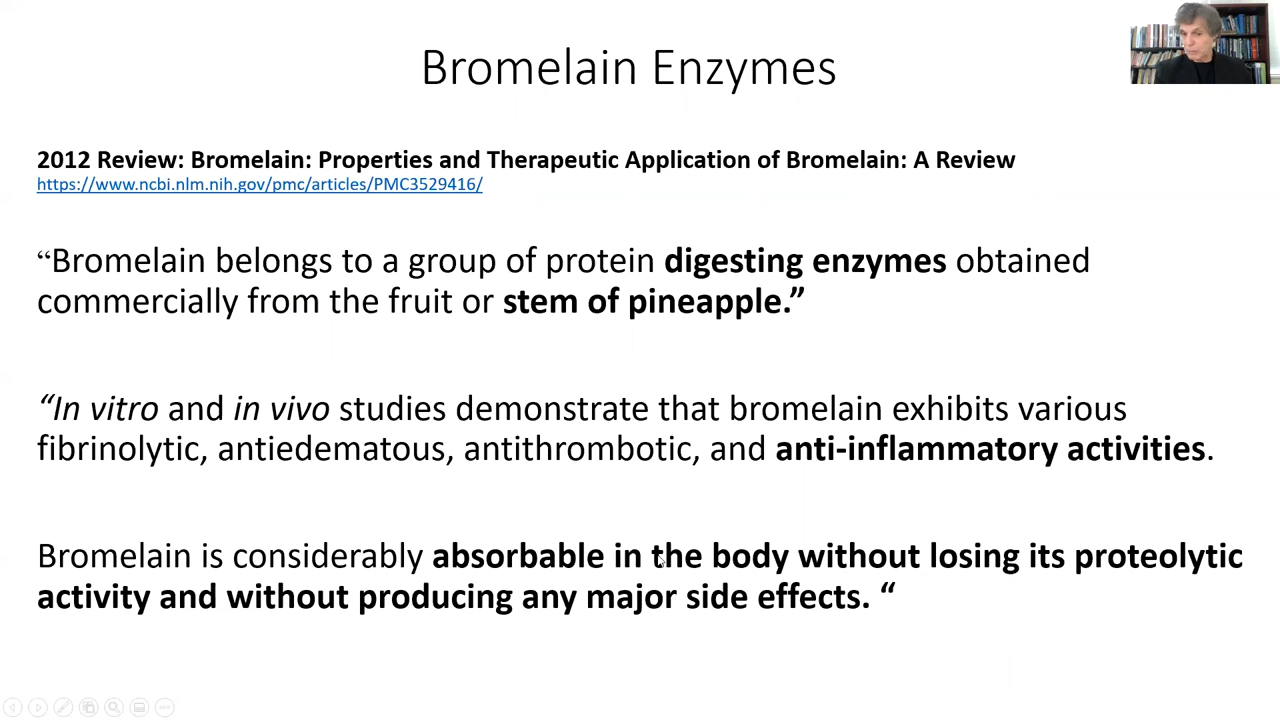 Bromelain Enzymes
2012 Review: Bromelain: Properties and Therapeutic Application of Bromelain: A Review
https://www.ncbi.nlm.nih.gov/pmc/articles/PMC3529416/
“Bromelain belongs to a group of protein digesting enzymes obtained
commercially from the fruit or stem of pineapple.”
“In vitro and in vivo studies demonstrate that bromelain exhibits various
fibrinolytic, antiedematous, antithrombotic, and anti-inflammatory activities.
Bromelain is considerably absorbable in the body without losing its proteolytic
activity and without producing any major side effects. “